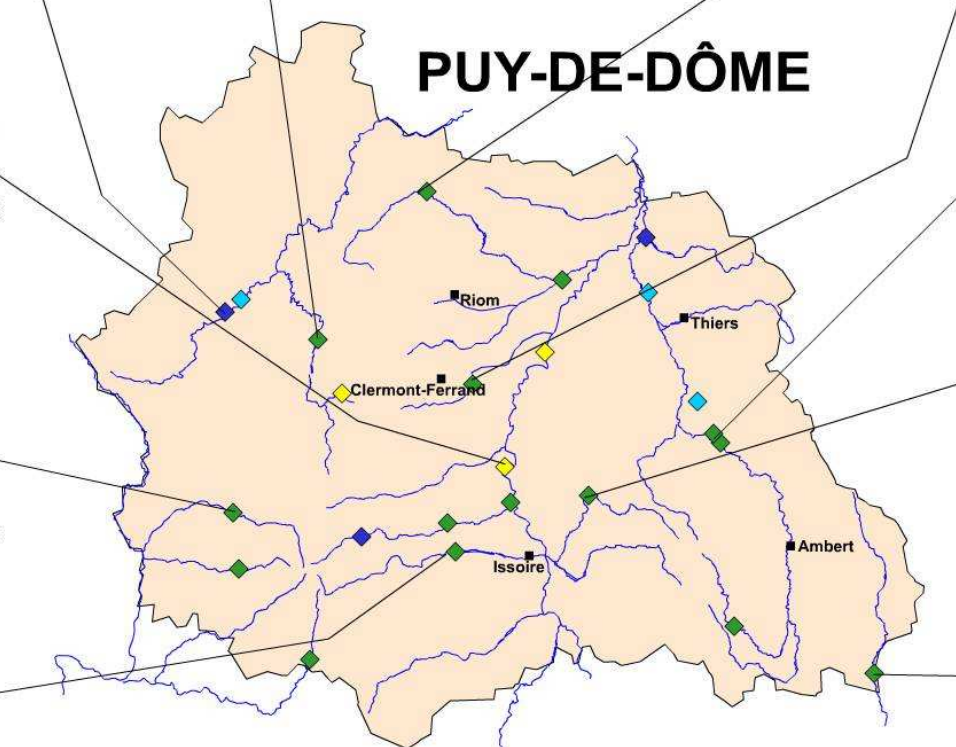 PUY-DE-DÔME
Riom
Thiers
Clermont-Ferrand
Ambert
Issoire